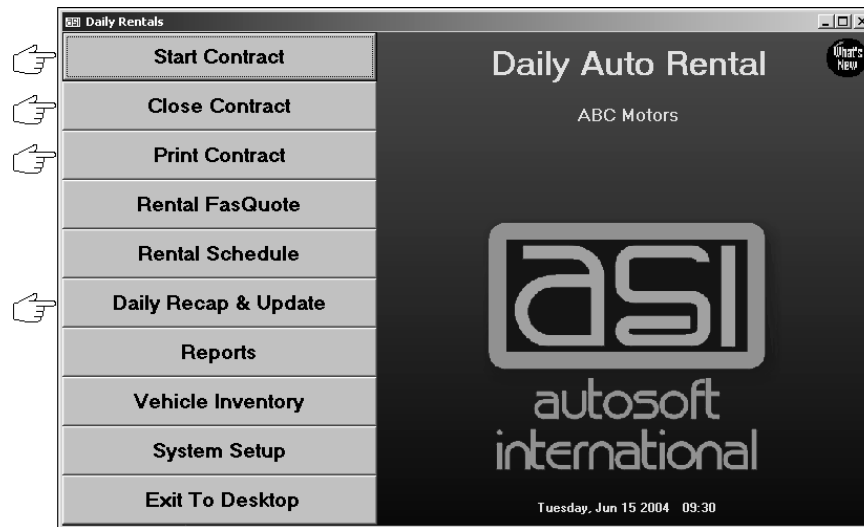 ASI Daily Rentals
Start Contract
Close Contract
Print Contract
Rental FasQuote
Rental Schedule
Daily Recap & Update
Reports
Vehicle Inventory
System Setup
Exit To Desktop
Daily Auto Rental
What's
New
ABC Motors
asi
autosoft
international
Tuesday, Jun 15 2004 09:30